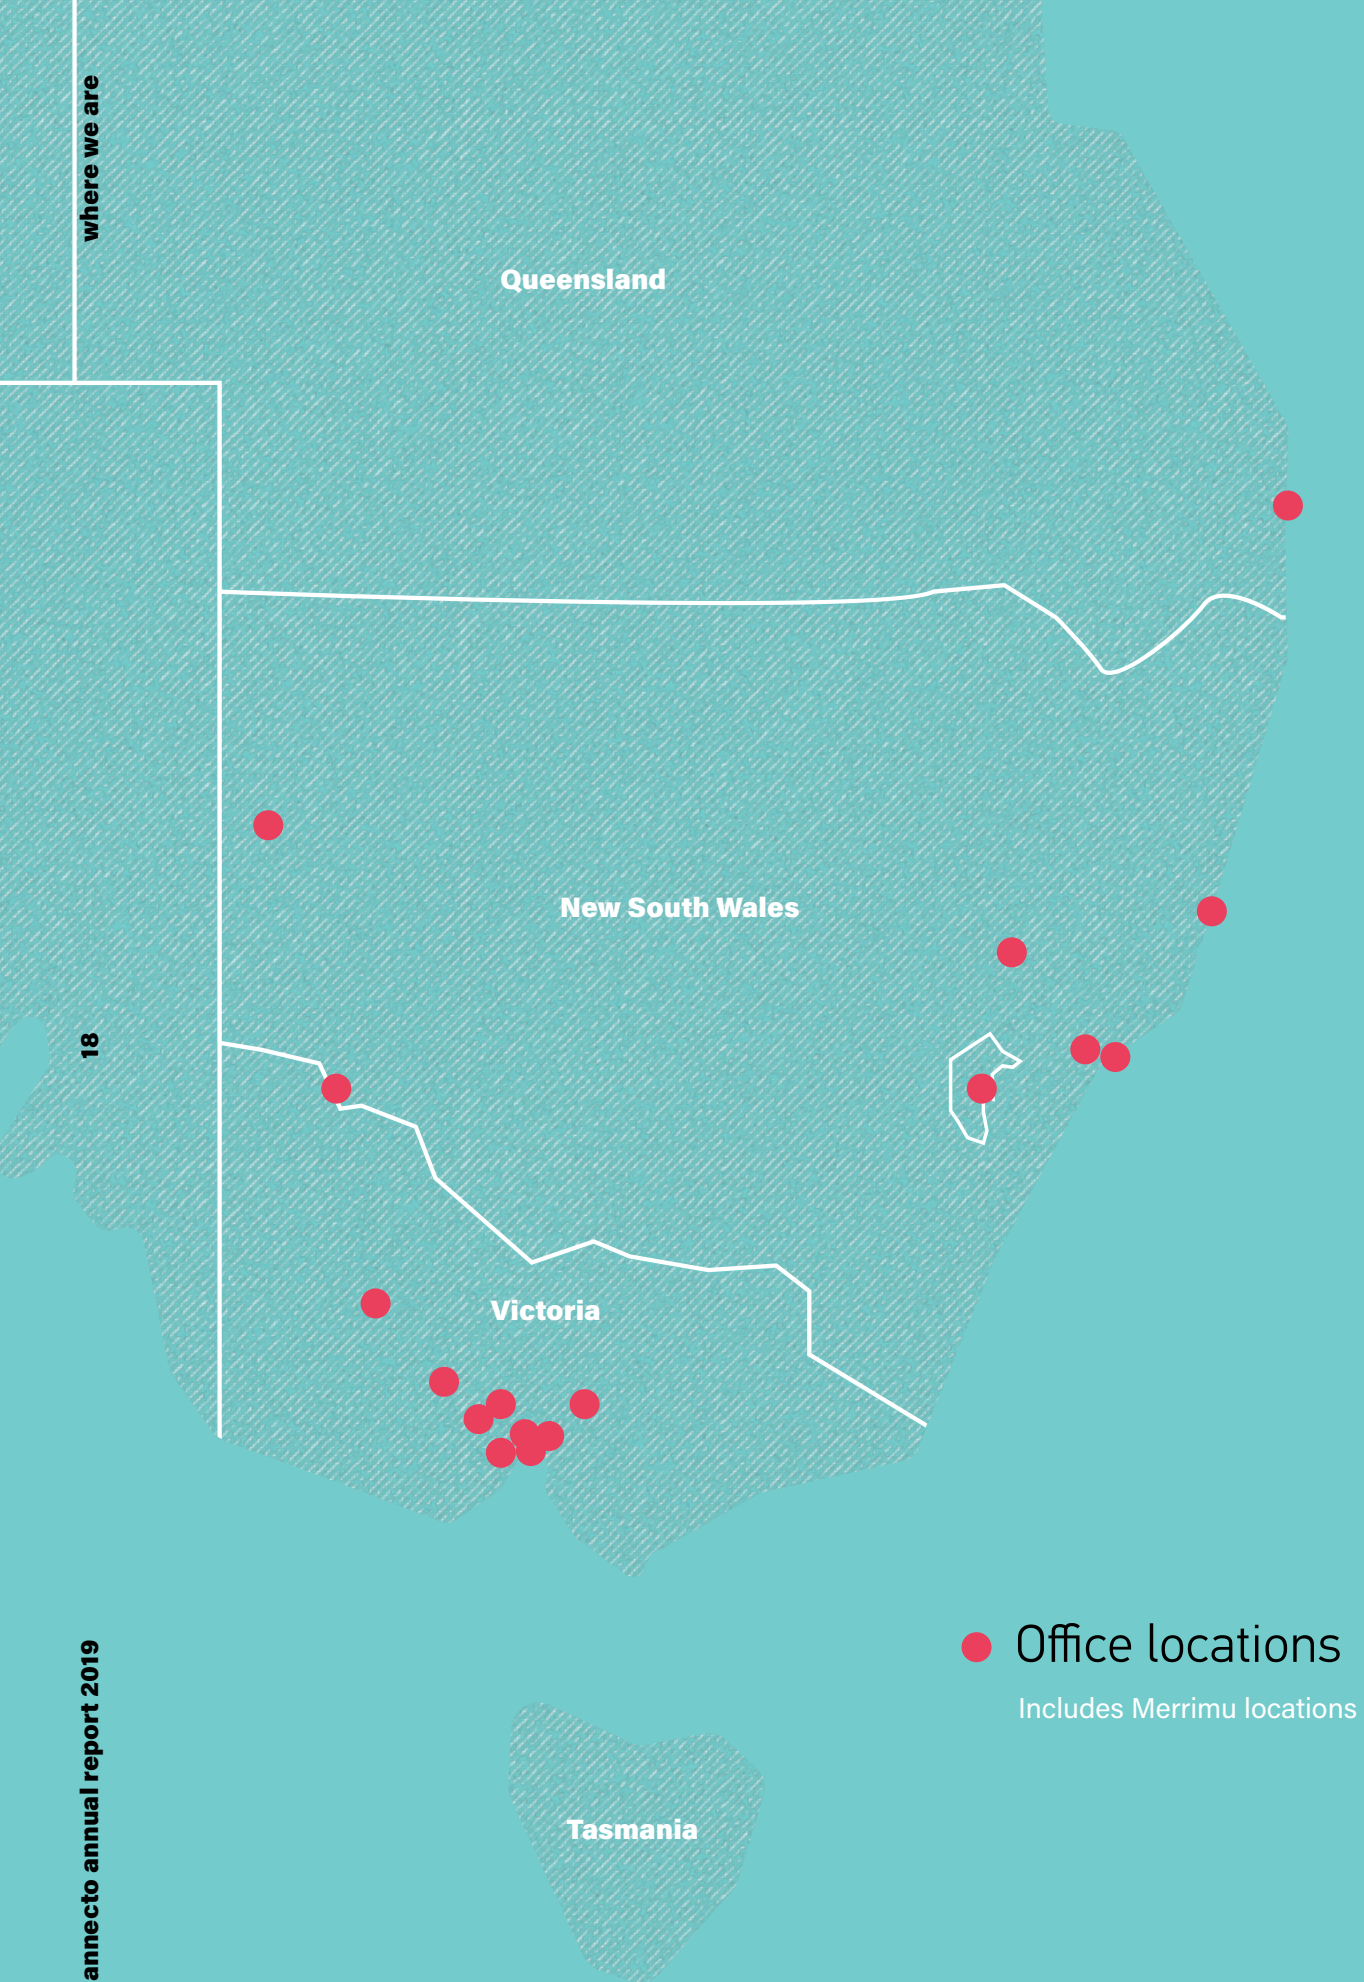 where we are
Queensland
New South Wales
18
Victoria
Office locations
Includes Merrimu locations
annecto annual report 2019
Tasmania